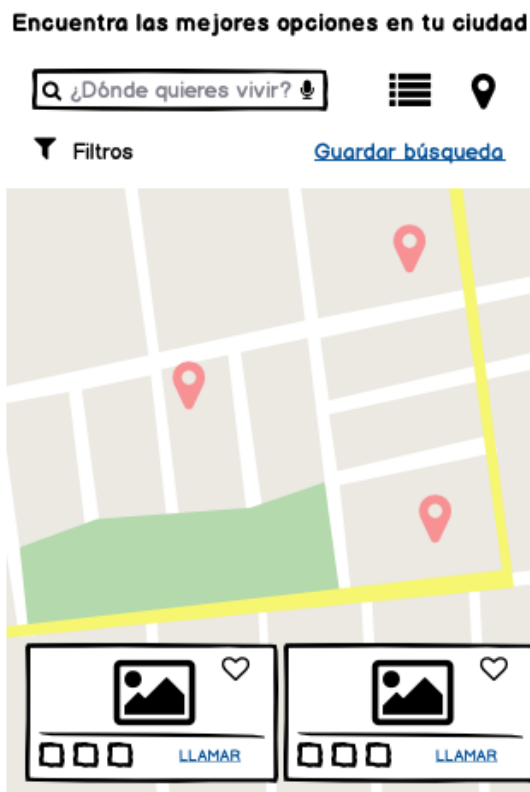 Encuentra las mejores opciones en tu ciudad
¿Dónde quieres vivir?
Filtros
Guardar búsqueda
LLAMAR
LLAMAR